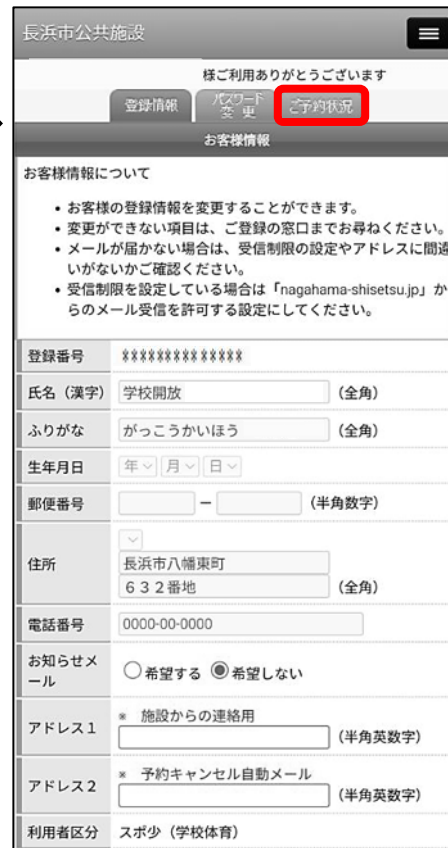 長浜市公共施設
様ご利用ありがとうございます
登録情報 パスワード変更 ご予約状況
お客様情報
お客様情報について
• お客様の登録情報を変更することができます。
• 変更ができない項目は、ご登録の窓口までお尋ねください。
• メールが届かない場合は、受信制限の設定やアドレスに間違
いがないかご確認ください。
• 受信制限を設定している場合は「nagahama-shisetsu.jp」か
らのメール受信を許可する設定にしてください。
登録番号 **************
氏名（漢字） 学校開放 （全角）
ふりがな がっこうかいほう （全角）
生年月日 年 月 日
郵便番号 － （半角数字）
住所
長浜市八幡東町
６３２番地 （全角）
電話番号 0000-00-0000
お知らせメール 希望する 希望しない
アドレス１ ※ 施設からの連絡用
（半角英数字）
アドレス２ ※ 予約キャンセル自動メール
（半角英数字）
利用者区分 スポ少（学校体育）